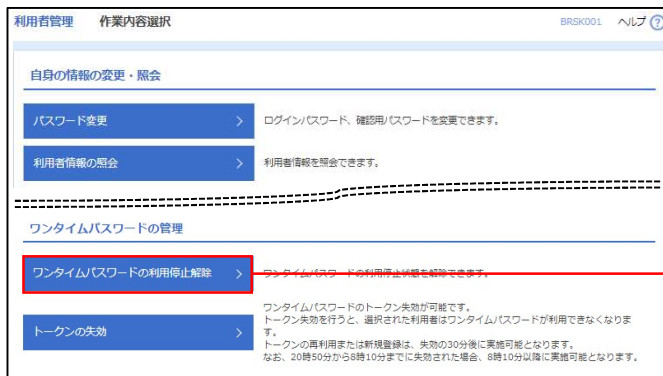 利用者管理 作業内容選択 BRSK001 ヘルプ ?
自身の情報の変更・照会
パスワード変更 ログインパスワード、確認用パスワードを変更できます。
利用者情報の照会 利用者情報を照会できます。
ワンタイムパスワードの管理
ワンタイムパスワードの利用停止解除 ワンタイムパスワードの利用停止状態を解除できます。
ワンタイムパスワードのトークン失効が可能です。
トークン失効を行うと、選択された利用者はワンタイムパスワードが利用できなくなりま
トークンの失効 す。
トークンの再利用または新規登録は、失効の30分後に実施可能となります。
なお、20時50分から8時10分までに失効された場合、8時10分以降に実施可能となります。